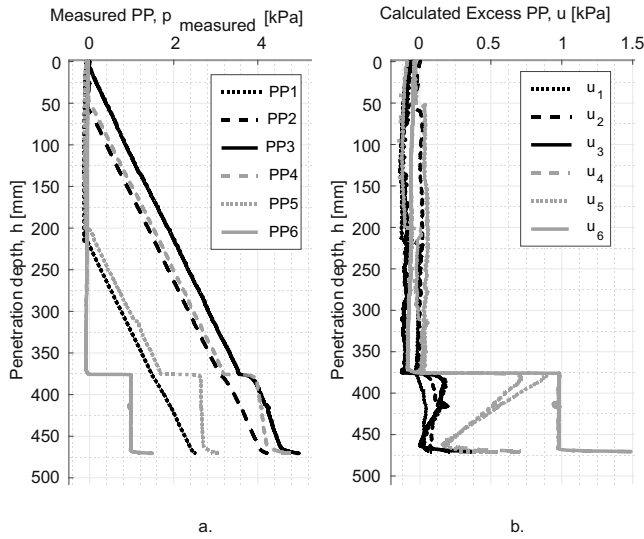 Measured PP, p measured [kPa]
0 2 4
0
50
100
150
200
250
300
350
400
450
500
Penetration depth, h [mm]
PP1
PP2
PP3
PP4
PP5
PP6
a.
Calculated Excess PP, u [kPa]
0 0.5 1 1.5
0
50
100
150
200
250
300
350
400
450
500
Penetration depth, h [mm]
u1
u2
u3
u4
u5
u6
b.